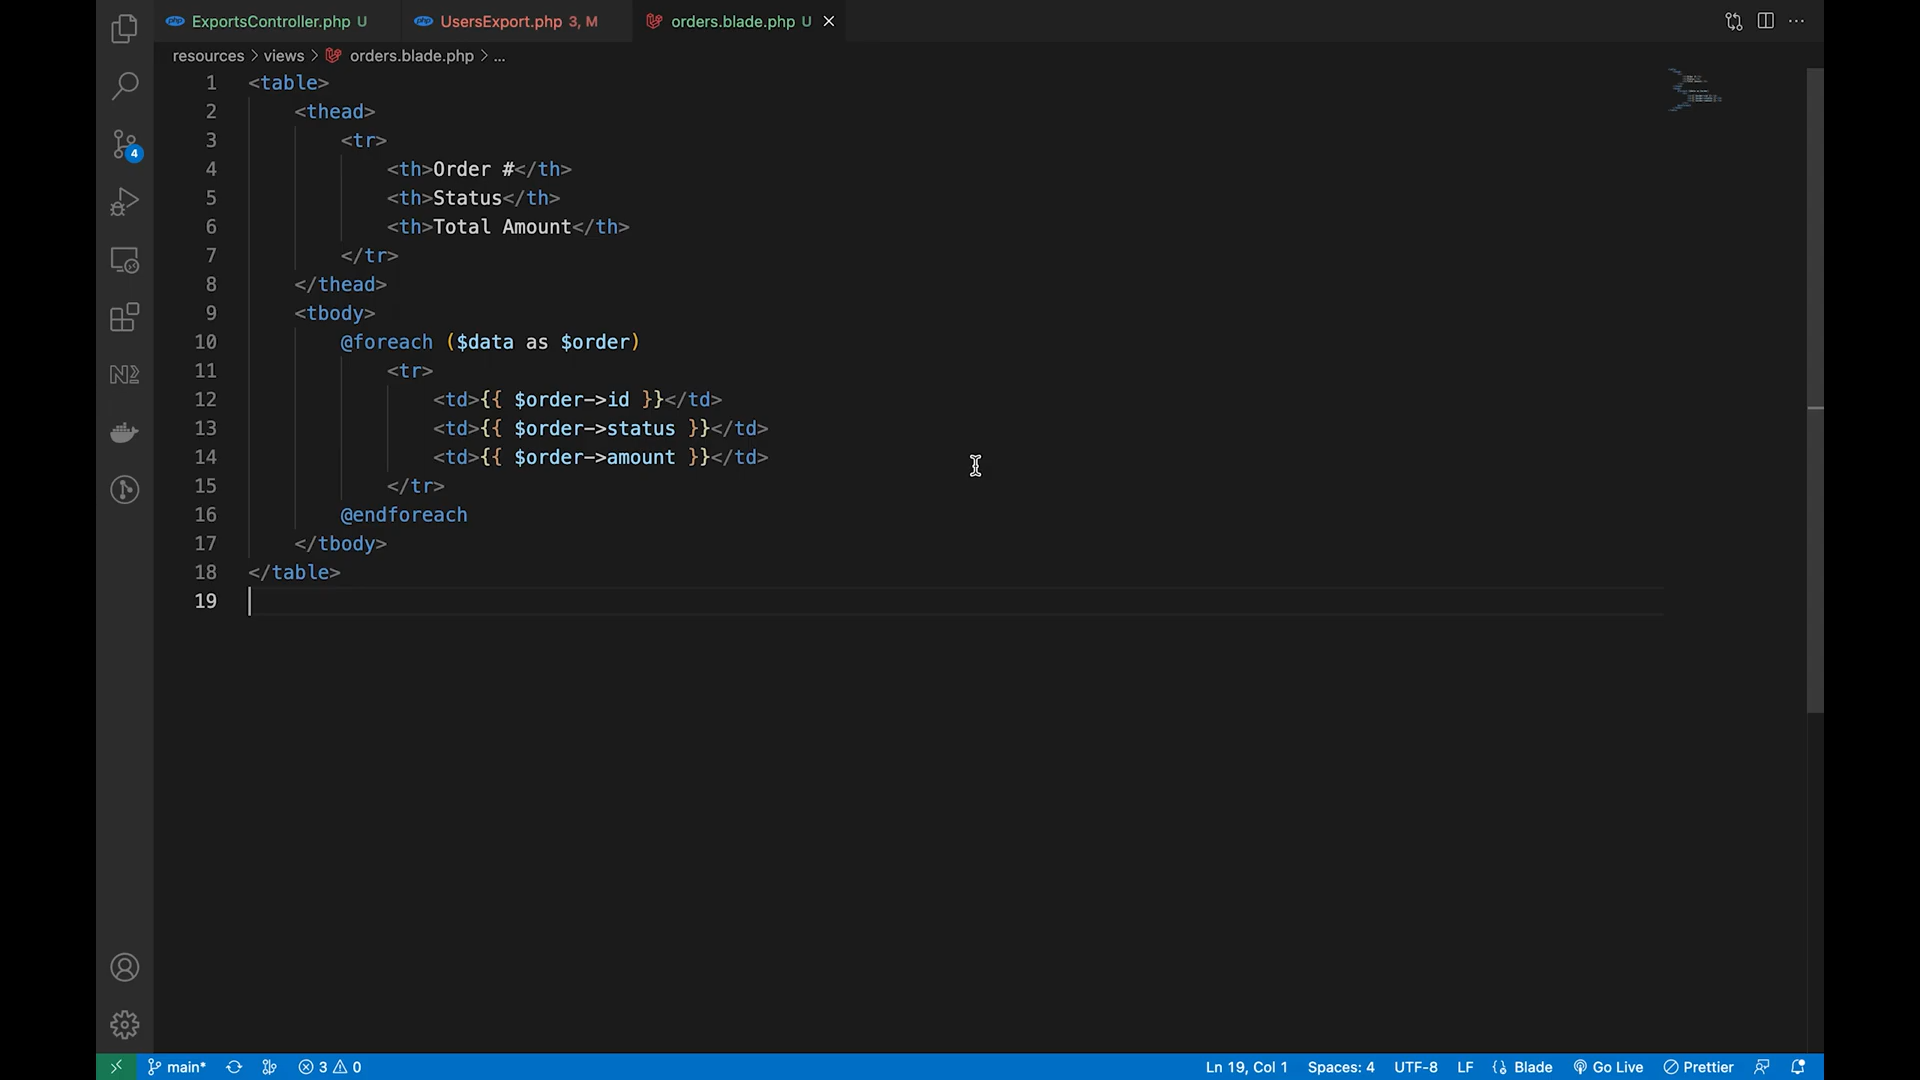 ExportsController.php U
UsersExport.php 3, M
orders.blade.php U
resources > views > orders.blade.php > ...
1 <table>
2 <thead>
3 <tr>
4 <th>Order #</th>
5 <th>Status</th>
6 <th>Total Amount</th>
7 </tr>
8 </thead>
9 <tbody>
10 @foreach ($data as $order)
11 <tr>
12 <td>{{ $order->id }}</td>
13 <td>{{ $order->status }}</td>
14 <td>{{ $order->amount }}</td>
15 </tr>
16 @endforeach
17 </tbody>
18 </table>
19
4
main* 3 0 Ln 19, Col 1 Spaces: 4 UTF-8 LF Blade Go Live Prettier